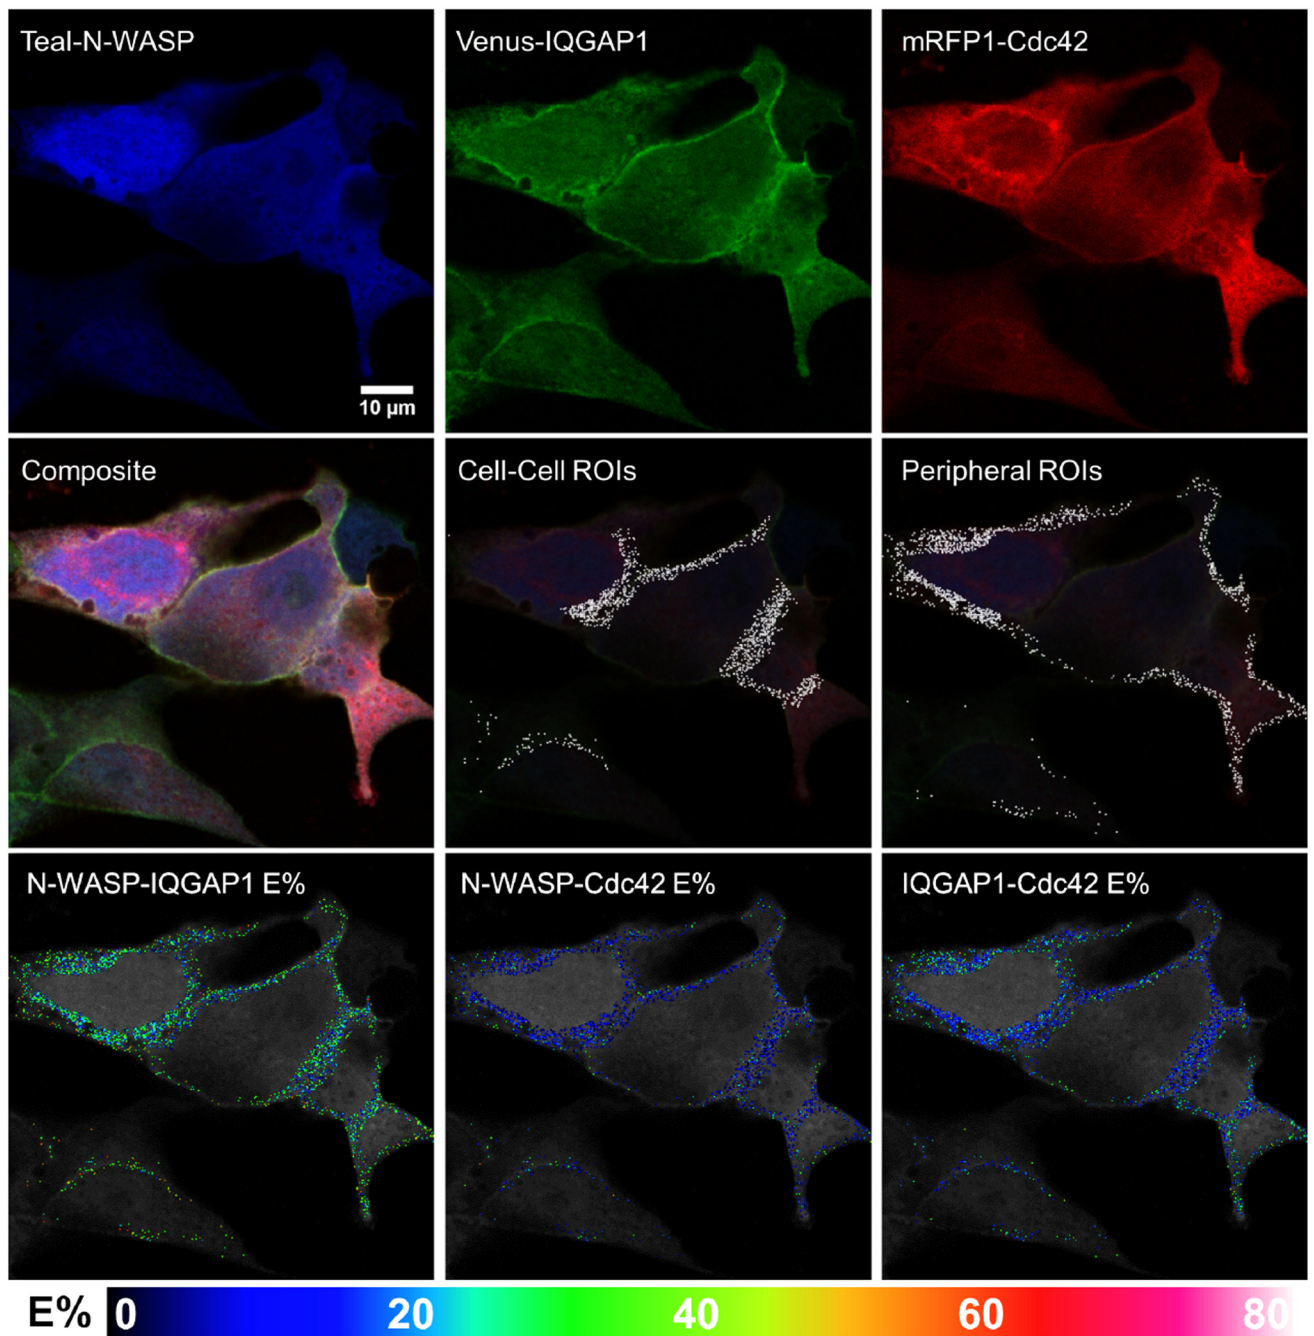 Teal-N-WASP
Venus-IQGAP1
mRFP1-Cdc42
10 µm
Composite
Cell-Cell ROIs
Peripheral ROIs
N-WASP-IQGAP1 E%
N-WASP-Cdc42 E%
IQGAP1-Cdc42 E%
E% 0 20 40 60 80